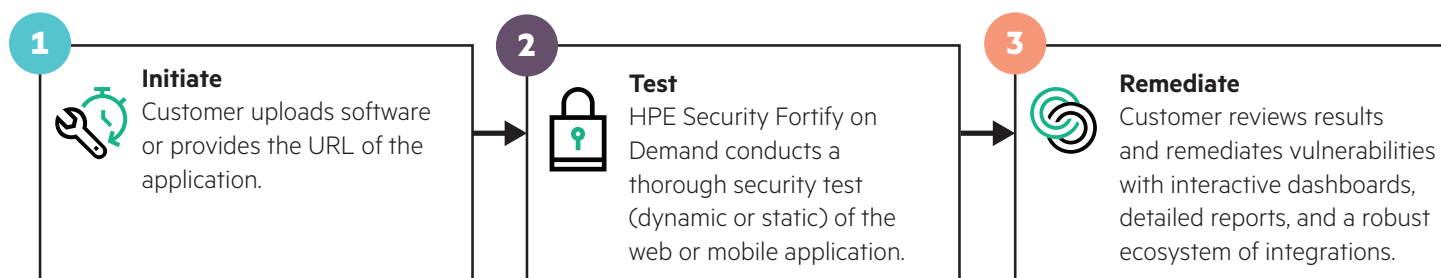 1
Initiate
Customer uploads software
or provides the URL of the
application.
2
Test
HPE Security Fortify on
Demand conducts a
thorough security test
(dynamic or static) of the
web or mobile application.
3
Remediate
Customer reviews results
and remediates vulnerabilities
with interactive dashboards,
detailed reports, and a robust
ecosystem of integrations.